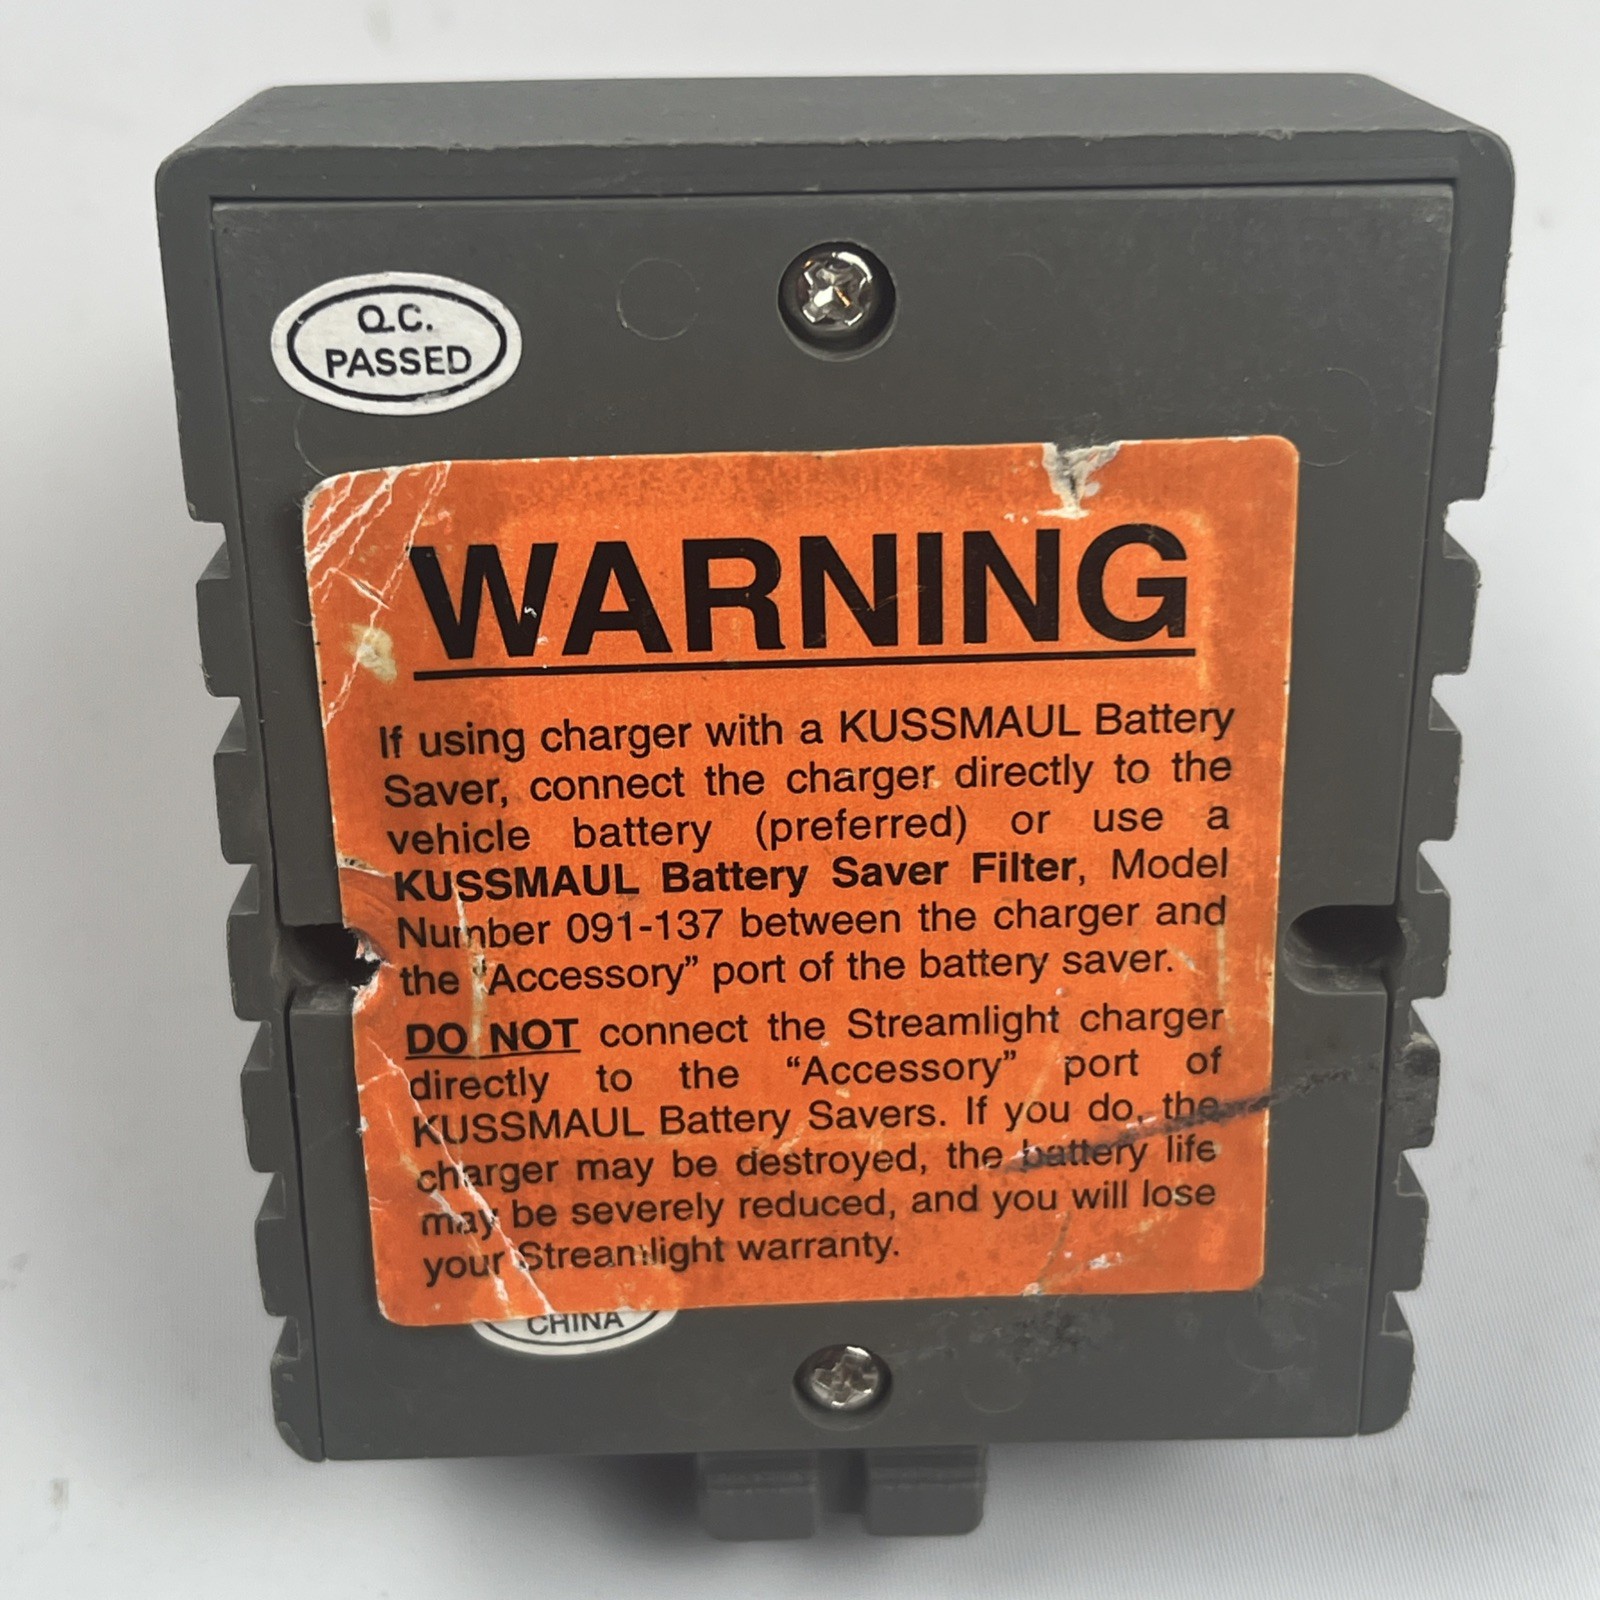 Q.C.
PASSED
WARNING
If using charger with a KUSSMAUL Battery
Saver, connect the charger directly to the
vehicle battery (preferred) or use a
KUSSMAUL Battery Saver Filter, Model
Number 091-137 between the charger and
the "Accessory" port of the battery saver.
DO NOT connect the Streamlight charger
directly to the “Accessory” port of
KUSSMAUL Battery Savers. If you do, the
charger may be destroyed, the battery life
may be severely reduced, and you will lose
your Streamlight warranty.
CHINA